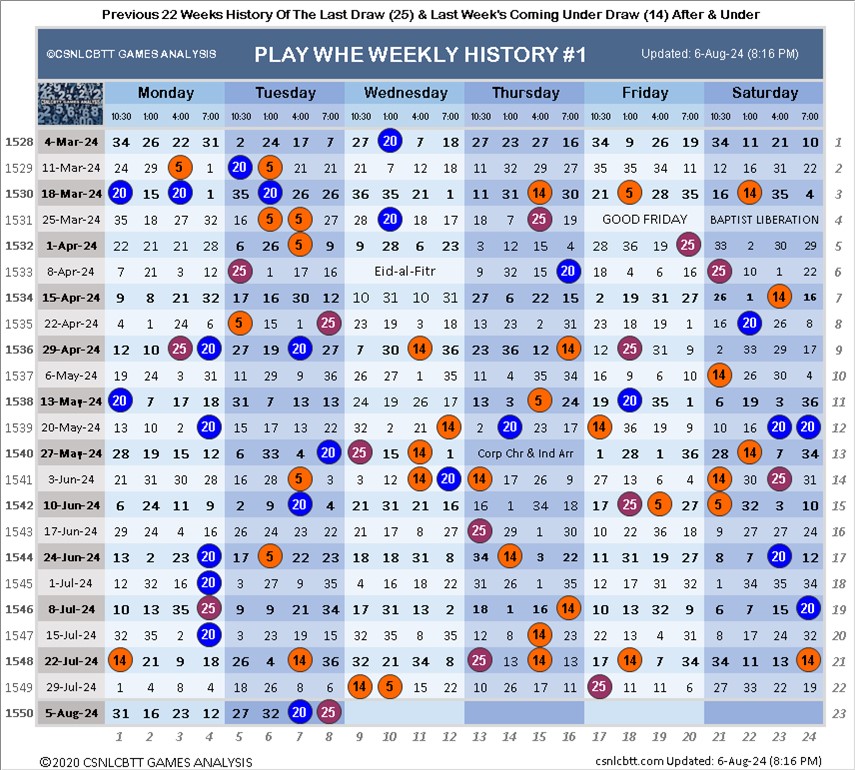 Previous 22 Weeks History Of The Last Draw (25) & Last Week's Coming Under Draw (14) After & Under
©CSNLCBTT GAMES ANALYSIS PLAY WHE WEEKLY HISTORY #1 Updated: 6-Aug-24 (8:16 PM)
Monday Tuesday Wednesday Thursday Friday Saturday
CSNLCBTT GAMES ANALYSIS 10:30 1:00 4:00 7:00 10:30 1:00 4:00 7:00 10:30 1:00 4:00 7:00 10:30 1:00 4:00 7:00 10:30 1:00 4:00 7:00 10:30 1:00 4:00 7:00
1528 4-Mar-24 34 26 22 31 2 24 17 7 27 20 7 18 27 23 27 16 34 9 26 19 34 11 21 10 1
1529 11-Mar-24 24 29 5 1 20 5 21 21 21 7 12 18 11 32 29 27 35 35 34 11 12 22 31 22 2
1530 18-Mar-24 20 15 20 1 35 20 26 26 36 35 21 1 11 31 14 30 21 5 28 35 16 14 35 4 3
1531 25-Mar-24 35 18 27 32 16 5 5 27 28 20 18 17 18 7 25 19 GOOD FRIDAY BAPTIST LIBERATION 4
1532 1-Apr-24 22 21 21 28 6 26 5 9 9 28 6 23 3 12 15 4 28 36 19 20 33 2 30 29 5
1533 8-Apr-24 7 21 3 12 25 1 17 16 Eid-al-Fitr 9 32 15 20 18 4 6 16 25 10 1 22 6
1534 15-Apr-24 9 8 21 32 17 16 30 12 10 31 10 31 27 6 22 15 2 19 31 27 26 1 14 16 7
1535 22-Apr-24 4 1 24 6 5 15 1 25 23 19 3 18 13 23 2 31 23 18 19 1 16 20 26 8 8
1536 29-Apr-24 12 10 25 20 27 19 20 27 7 30 14 36 23 36 12 14 12 25 31 9 2 33 29 17 9
1537 6-May-24 19 24 3 31 11 29 9 36 26 27 1 35 11 4 35 34 16 9 6 10 14 26 30 4 10
1538 13-May-24 20 7 17 18 31 7 13 13 24 19 26 17 13 3 5 24 19 20 35 1 6 19 3 36 11
1539 20-May-24 13 10 2 20 15 17 13 22 32 2 21 14 2 20 23 17 14 36 19 9 10 16 20 20 12
1540 27-May-24 28 19 15 12 6 33 4 20 25 15 14 1 Corp Chr & Ind Arr 1 28 1 36 28 14 7 34 13
1541 3-Jun-24 21 31 30 28 16 28 5 3 3 12 14 20 14 17 26 9 27 13 6 4 14 30 25 31 14
1542 10-Jun-24 6 24 11 9 2 9 20 4 21 31 21 16 16 1 34 18 17 25 5 27 5 32 3 10 15
1543 17-Jun-24 29 24 4 16 26 24 23 22 21 17 8 27 25 29 1 30 10 22 36 18 9 27 27 24 16
1544 24-Jun-24 13 2 23 20 17 5 22 23 18 18 31 8 34 14 3 22 11 31 19 27 8 7 20 12 17
1545 1-Jul-24 12 32 16 20 3 27 9 35 4 16 18 22 31 26 1 35 12 17 31 32 1 34 35 34 18
1546 8-Jul-24 10 13 35 25 9 9 21 34 17 31 13 2 18 1 16 14 10 13 32 9 6 7 15 20 19
1547 15-Jul-24 32 35 2 20 3 23 19 15 32 35 21 28 12 8 14 23 22 13 4 31 8 17 24 32 20
1548 22-Jul-24 14 21 9 18 26 4 14 36 32 21 34 8 25 13 14 13 17 14 7 34 34 11 13 14 21
1549 29-Jul-24 1 4 8 4 18 26 8 6 14 5 15 22 10 26 17 11 25 11 11 6 27 33 22 19 22
1550 5-Aug-24 31 16 23 12 27 32 20 25 23
1 2 3 4 5 6 7 8 9 10 11 12 13 14 15 16 17 18 19 20 21 22 23 24
©2020 CSNLCBTT GAMES ANALYSIS csnlcbtt.com Updated: 6-Aug-24 (8:16 PM)